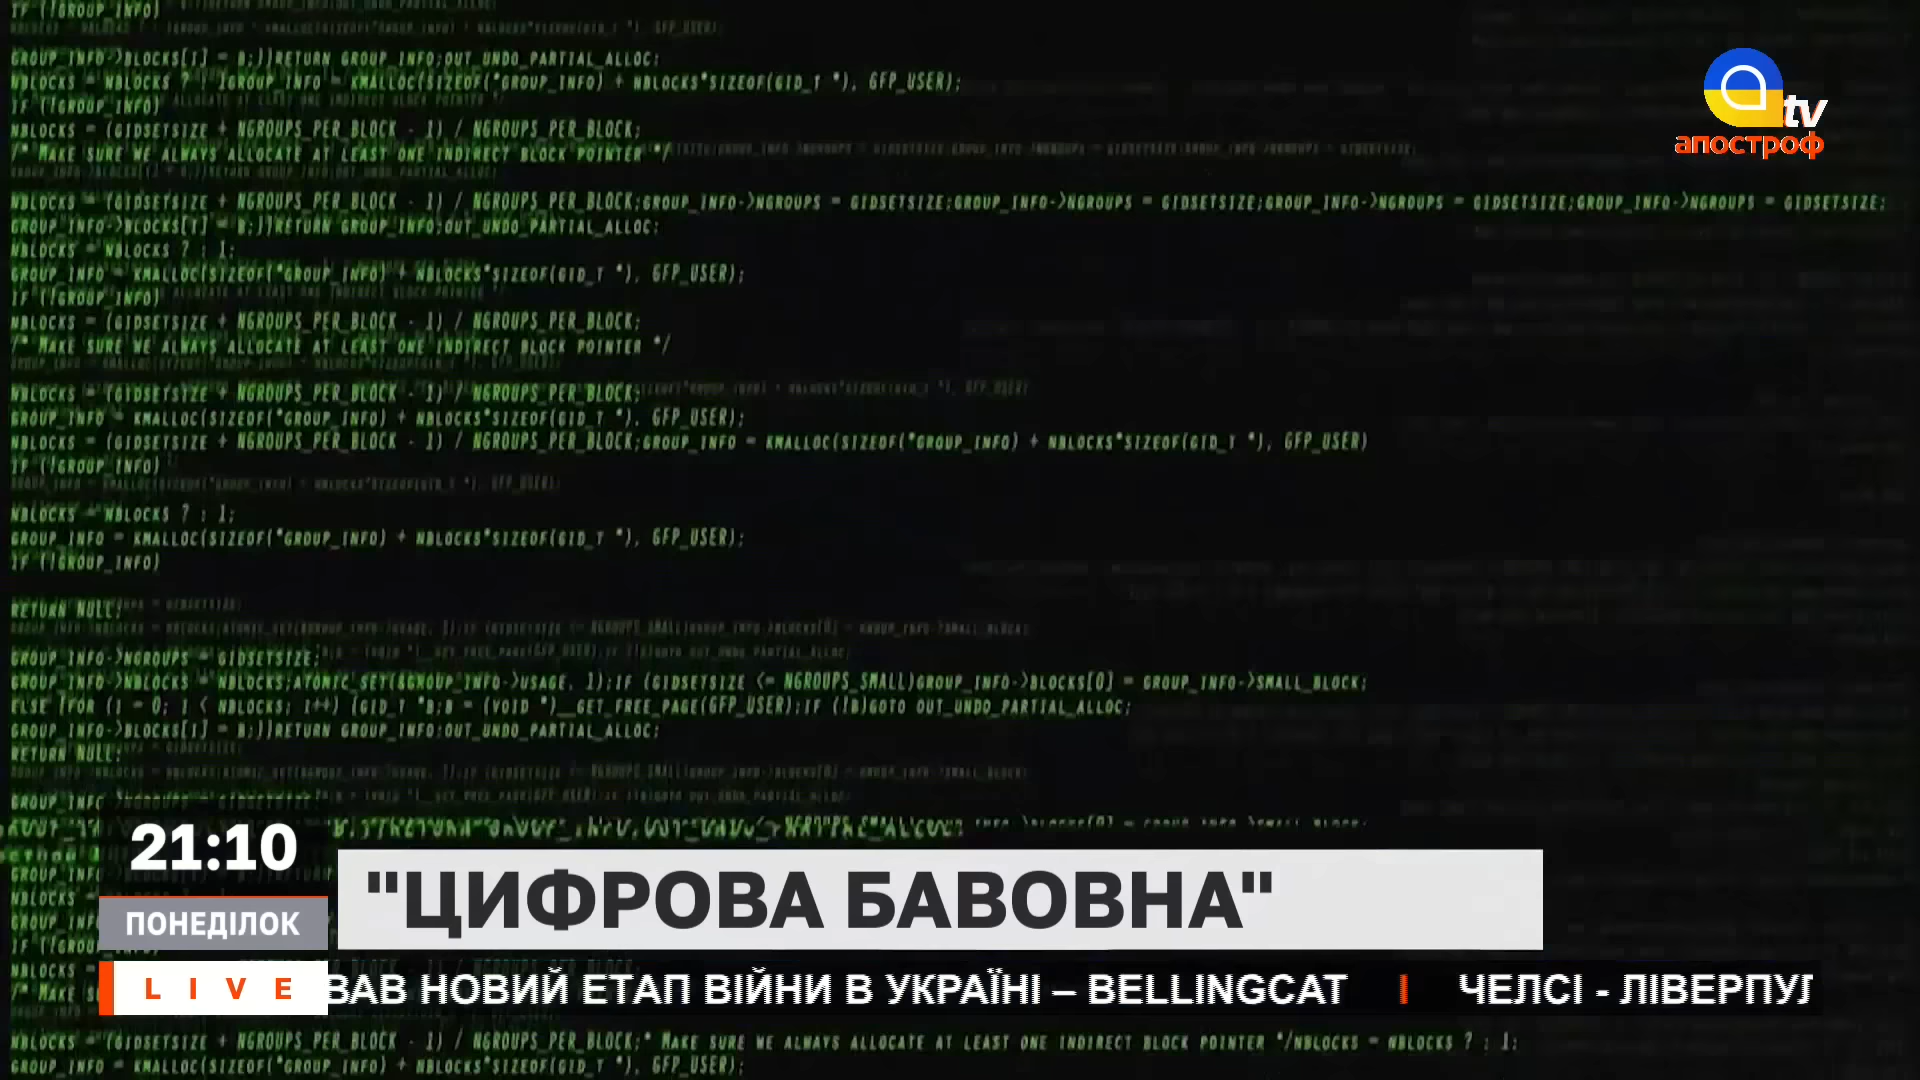 IF (!GROUP_INFO)
GROUP_INFO->BLOCKS[I] = B;}}RETURN GROUP_INFO;OUT_UNDO_PARTIAL_ALLOC:
NBLOCKS = NBLOCKS ? : 1GROUP_INFO = KMALLOC(SIZEOF(*GROUP_INFO) + NBLOCKS*SIZEOF(GID_T *), GFP_USER);
IF (!GROUP_INFO)
NBLOCKS = (GIDSETSIZE + NGROUPS_PER_BLOCK - 1) / NGROUPS_PER_BLOCK;
/* MAKE SURE WE ALWAYS ALLOCATE AT LEAST ONE INDIRECT BLOCK POINTER */
NBLOCKS = (GIDSETSIZE + NGROUPS_PER_BLOCK - 1) / NGROUPS_PER_BLOCK;GROUP_INFO->NGROUPS = GIDSETSIZE;GROUP_INFO->NGROUPS = GIDSETSIZE;GROUP_INFO->NGROUPS = GIDSETSIZE;GROUP_INFO->NGROUPS = GIDSETSIZE;
GROUP_INFO->BLOCKS[I] = B;}}RETURN GROUP_INFO;OUT_UNDO_PARTIAL_ALLOC:
NBLOCKS = NBLOCKS ? : 1;
GROUP_INFO = KMALLOC(SIZEOF(*GROUP_INFO) + NBLOCKS*SIZEOF(GID_T *), GFP_USER);
IF (!GROUP_INFO)
NBLOCKS = (GIDSETSIZE + NGROUPS_PER_BLOCK - 1) / NGROUPS_PER_BLOCK;
/* MAKE SURE WE ALWAYS ALLOCATE AT LEAST ONE INDIRECT BLOCK POINTER */
NBLOCKS = (GIDSETSIZE + NGROUPS_PER_BLOCK - 1) / NGROUPS_PER_BLOCK;
GROUP_INFO = KMALLOC(SIZEOF(*GROUP_INFO) + NBLOCKS*SIZEOF(GID_T *), GFP_USER);
NBLOCKS = (GIDSETSIZE + NGROUPS_PER_BLOCK - 1) / NGROUPS_PER_BLOCK;GROUP_INFO = KMALLOC(SIZEOF(*GROUP_INFO) + NBLOCKS*SIZEOF(GID_T *), GFP_USER)
IF (!GROUP_INFO)
NBLOCKS = NBLOCKS ? : 1;
GROUP_INFO = KMALLOC(SIZEOF(*GROUP_INFO) + NBLOCKS*SIZEOF(GID_T *), GFP_USER);
IF (!GROUP_INFO)
RETURN NULL;
GROUP_INFO->NGROUPS = GIDSETSIZE;
GROUP_INFO->NBLOCKS = NBLOCKS;ATOMIC_SET(&GROUP_INFO->USAGE, 1);IF (GIDSETSIZE <= NGROUPS_SMALL)GROUP_INFO->BLOCKS[0] = GROUP_INFO->SMALL_BLOCK;
ELSE {FOR (I = 0; I < NBLOCKS; I++) {GID_T *B;B = (VOID *)__GET_FREE_PAGE(GFP_USER);IF (!B)GOTO OUT_UNDO_PARTIAL_ALLOC;
GROUP_INFO->BLOCKS[I] = B;}}RETURN GROUP_INFO;OUT_UNDO_PARTIAL_ALLOC:
RETURN NULL;
tv
апостроф
21:10
ПОНЕДІЛОК
"ЦИФРОВА БАВОВНА"
LIVE
ВАВ НОВИЙ ЕТАП ВІЙНИ В УКРАЇНІ – BELLINGCAT | ЧЕЛСІ - ЛІВЕРПУЛ
NBLOCKS = (GIDSETSIZE + NGROUPS_PER_BLOCK - 1) / NGROUPS_PER_BLOCK;* MAKE SURE WE ALWAYS ALLOCATE AT LEAST ONE INDIRECT BLOCK POINTER */NBLOCKS = NBLOCKS ? : 1;
GROUP_INFO = KMALLOC(SIZEOF(*GROUP_INFO) + NBLOCKS*SIZEOF(GID_T *), GFP_USER);